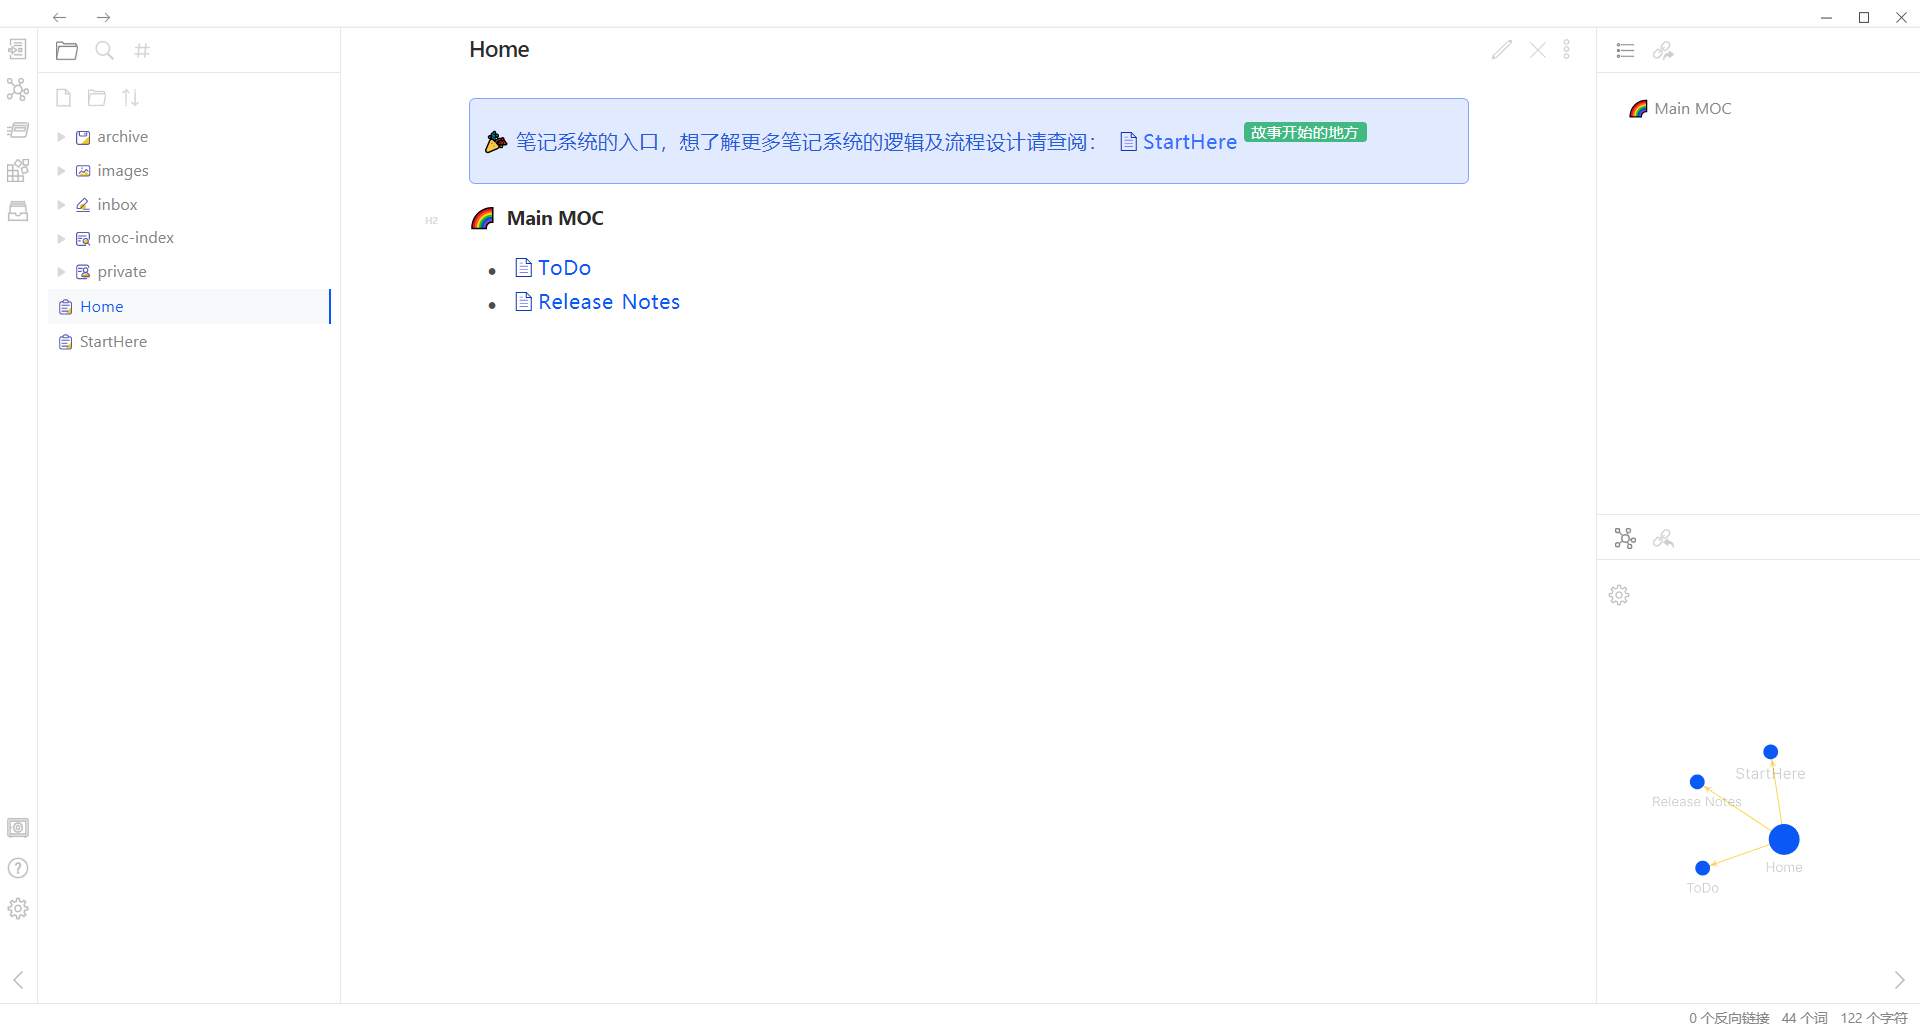 archive
images
inbox
moc-index
private
Home
StartHere
Home
🎉 笔记系统的入口，想了解更多笔记系统的逻辑及流程设计请查阅： StartHere 故事开始的地方
H2
🌈 Main MOC
• ToDo
• Release Notes
🌈 Main MOC
StartHere
Release Notes
Home
ToDo
0 个反向链接 44 个词 122 个字符